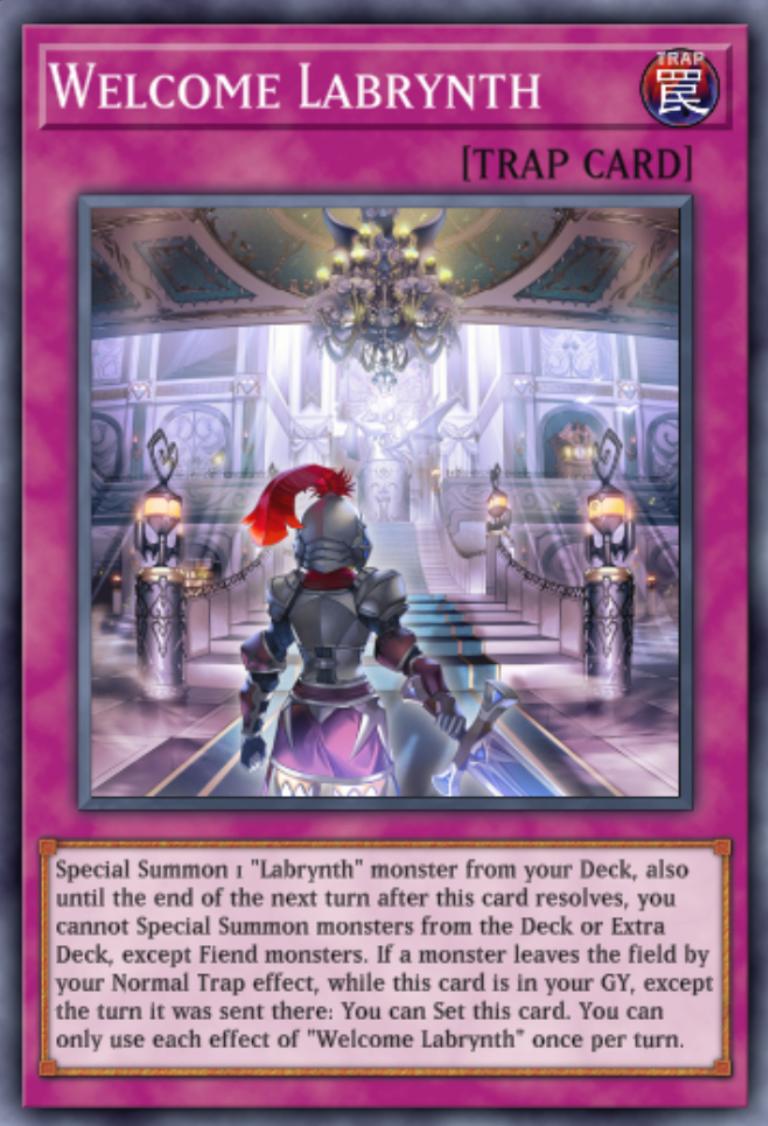 Welcome Labrynth
TRAP
罠
[TRAP CARD]
Special Summon 1 "Labrynth" monster from your Deck, also
until the end of the next turn after this card resolves, you
cannot Special Summon monsters from the Deck or Extra
Deck, except Fiend monsters. If a monster leaves the field by
your Normal Trap effect, while this card is in your GY, except
the turn it was sent there: You can Set this card. You can
only use each effect of "Welcome Labrynth" once per turn.